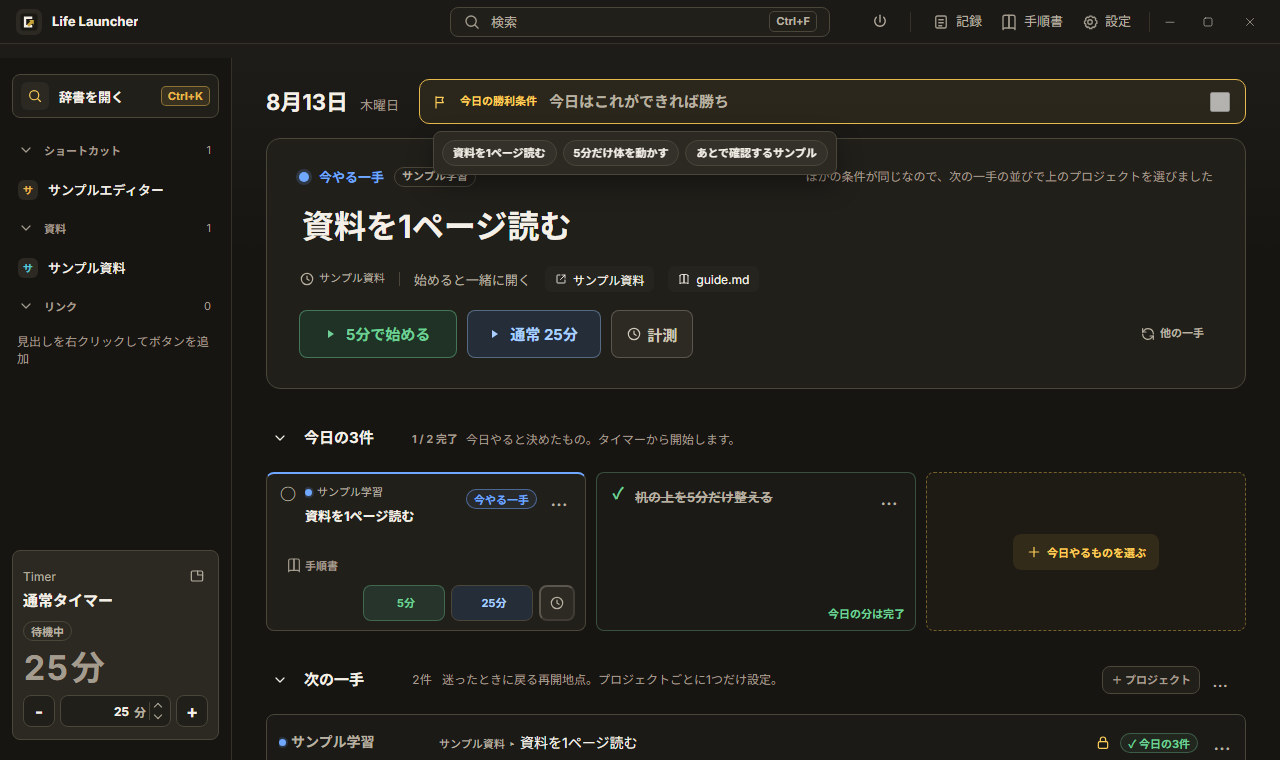 Life Launcher
検索
Ctrl+F
記録
手順書
設定
辞書を開く
Ctrl+K
ショートカット
1
サ
サンプルエディター
資料
1
サ
サンプル資料
リンク
0
見出しを右クリックしてボタンを追
加
Timer
通常タイマー
待機中
25分
-
25 分
+
8月13日
木曜日
今日の勝利条件
今日はこれができれば勝ち
資料を1ページ読む
5分だけ体を動かす
あとで確認するサンプル
今やる一手
サンプル学習
ほかの条件が同じなので、次の一手の並びで上のプロジェクトを選びました
資料を1ページ読む
サンプル資料
始めると一緒に開く
サンプル資料
guide.md
5分で始める
通常 25分
計測
他の一手
今日の3件
1 / 2 完了
今日やると決めたもの。タイマーから開始します。
サンプル学習
今やる一手
...
資料を1ページ読む
手順書
5分
25分
机の上を5分だけ整える
...
今日の分は完了
+ 今日やるものを選ぶ
次の一手
2件
迷ったときに戻る再開地点。プロジェクトごとに1つだけ設定。
+ プロジェクト
...
サンプル学習
サンプル資料 ▸ 資料を1ページ読む
✓ 今日の3件
...